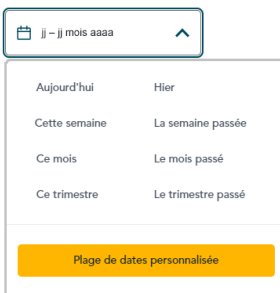 jj – jj mois aaaa
Aujourd'hui Hier
Cette semaine La semaine passée
Ce mois Le mois passé
Ce trimestre Le trimestre passé
Plage de dates personnalisée